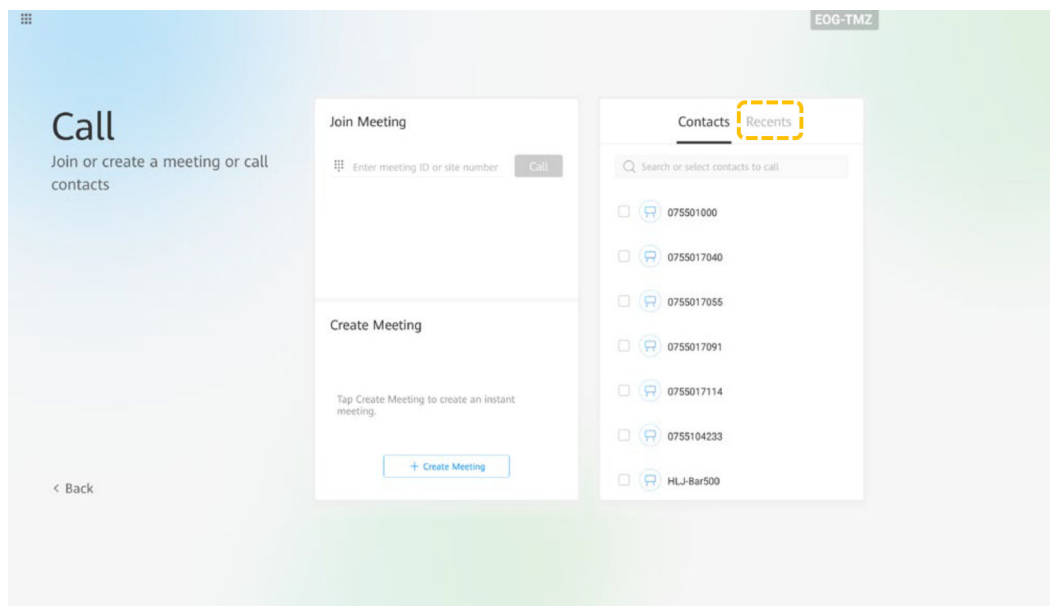 EOG-TMZ
Call
Join or create a meeting or call
contacts
< Back
Join Meeting
Enter meeting ID or site number
Call
Create Meeting
Tap Create Meeting to create an instant
meeting.
+ Create Meeting
Contacts Recents
Search or select contacts to call
075501000
0755017040
0755017055
0755017091
0755017114
0755104233
HLJ-Bar500